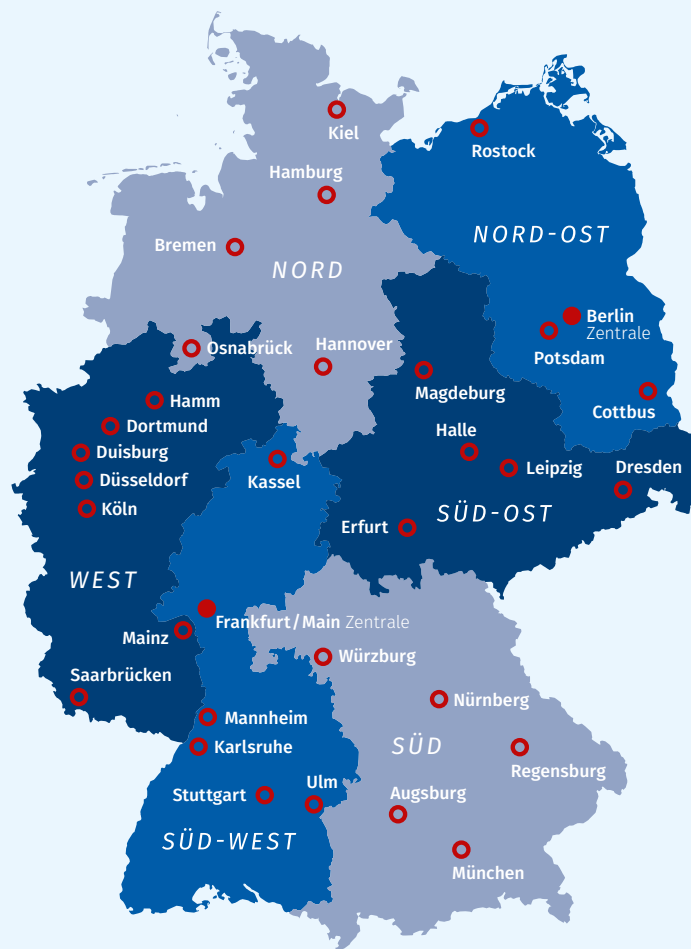 Kiel
Rostock
Hamburg
NORD-OST
Bremen
NORD
Berlin
Zentrale
Potsdam
Osnabrück
Hannover
Magdeburg
Cottbus
Hamm
Dortmund
Halle
Duisburg
Leipzig
Dresden
Düsseldorf
Kassel
Köln
SÜD-OST
Erfurt
WEST
Frankfurt/Main Zentrale
Mainz
Würzburg
Saarbrücken
Nürnberg
Mannheim
Karlsruhe
SÜD
Regensburg
Ulm
Stuttgart
Augsburg
SÜD-WEST
München